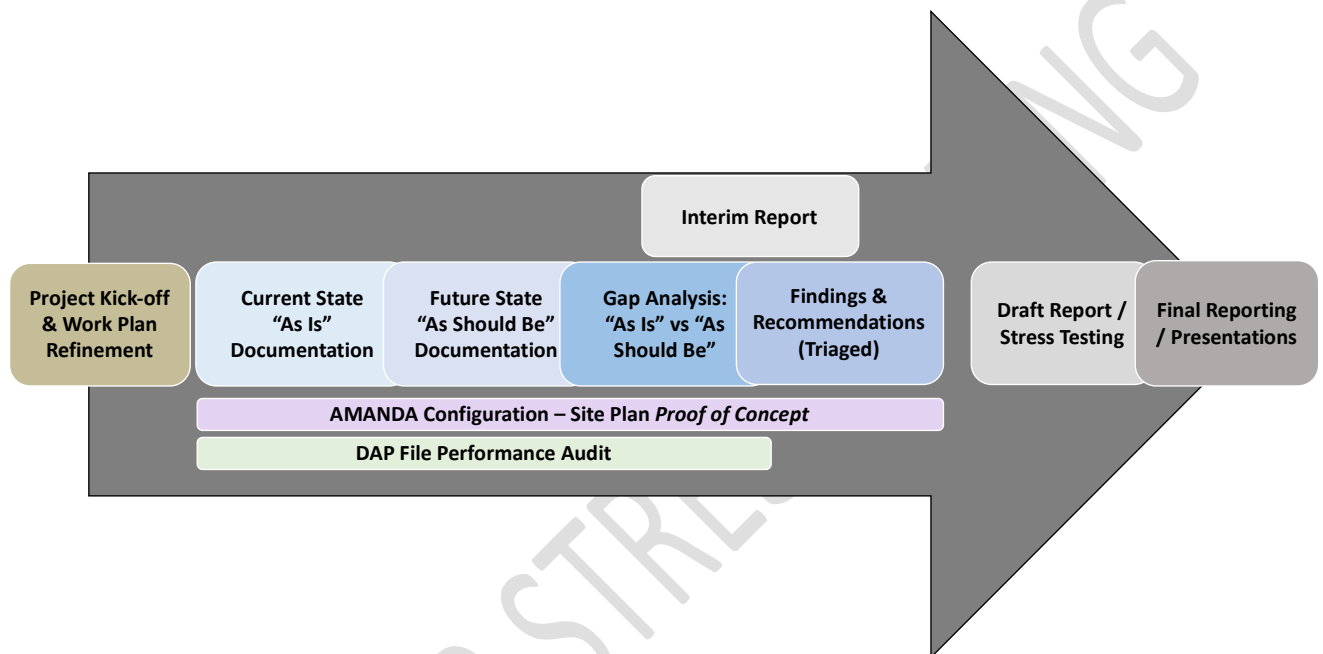 Interim Report
Project Kick-off
& Work Plan
Refinement
Current State
“As Is”
Documentation
Future State
“As Should Be”
Documentation
Gap Analysis:
“As Is” vs “As
Should Be”
Findings &
Recommendations
(Triaged)
Draft Report /
Stress Testing
Final Reporting
/ Presentations
AMANDA Configuration – Site Plan Proof of Concept
DAP File Performance Audit